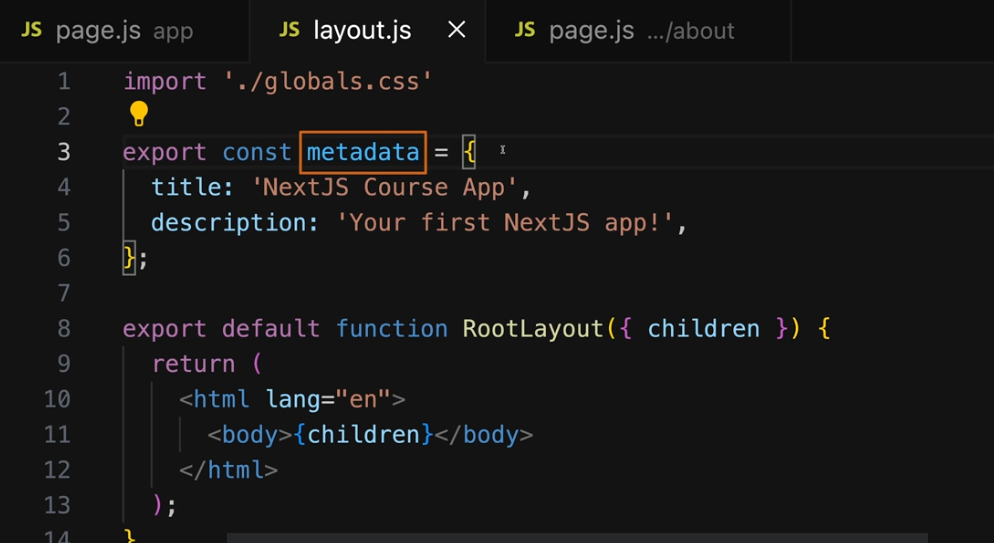 JS page.js app JS layout.js JS page.js .../about
1 import './globals.css'
2
3 export const metadata = {
4 title: 'NextJS Course App',
5 description: 'Your first NextJS app!',
6 };
7
8 export default function RootLayout({ children }) {
9 return (
10 <html lang="en">
11 <body>{children}</body>
12 </html>
13 );
14 }